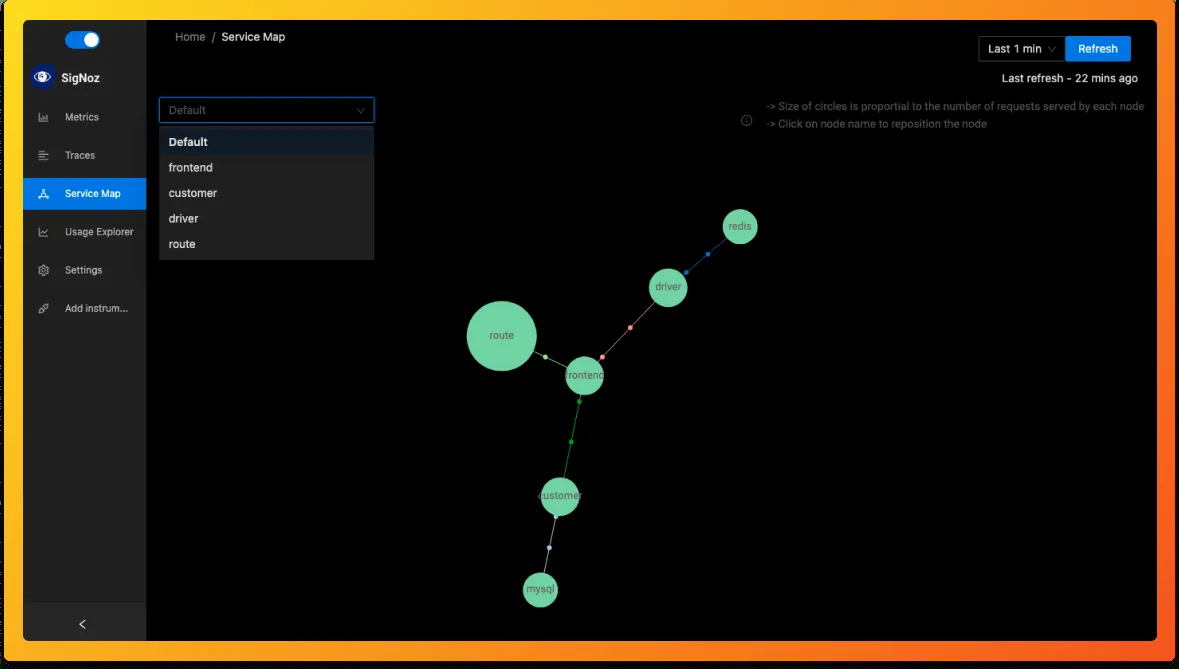 Home / Service Map
Last 1 min
Refresh
Last refresh - 22 mins ago
SigNoz
Metrics
Traces
Service Map
Usage Explorer
Settings
Add instrum...
Default
Default
frontend
customer
driver
route
-> Size of circles is proportial to the number of requests served by each node
-> Click on node name to reposition the node
redis
driver
route
frontend
customer
mysql